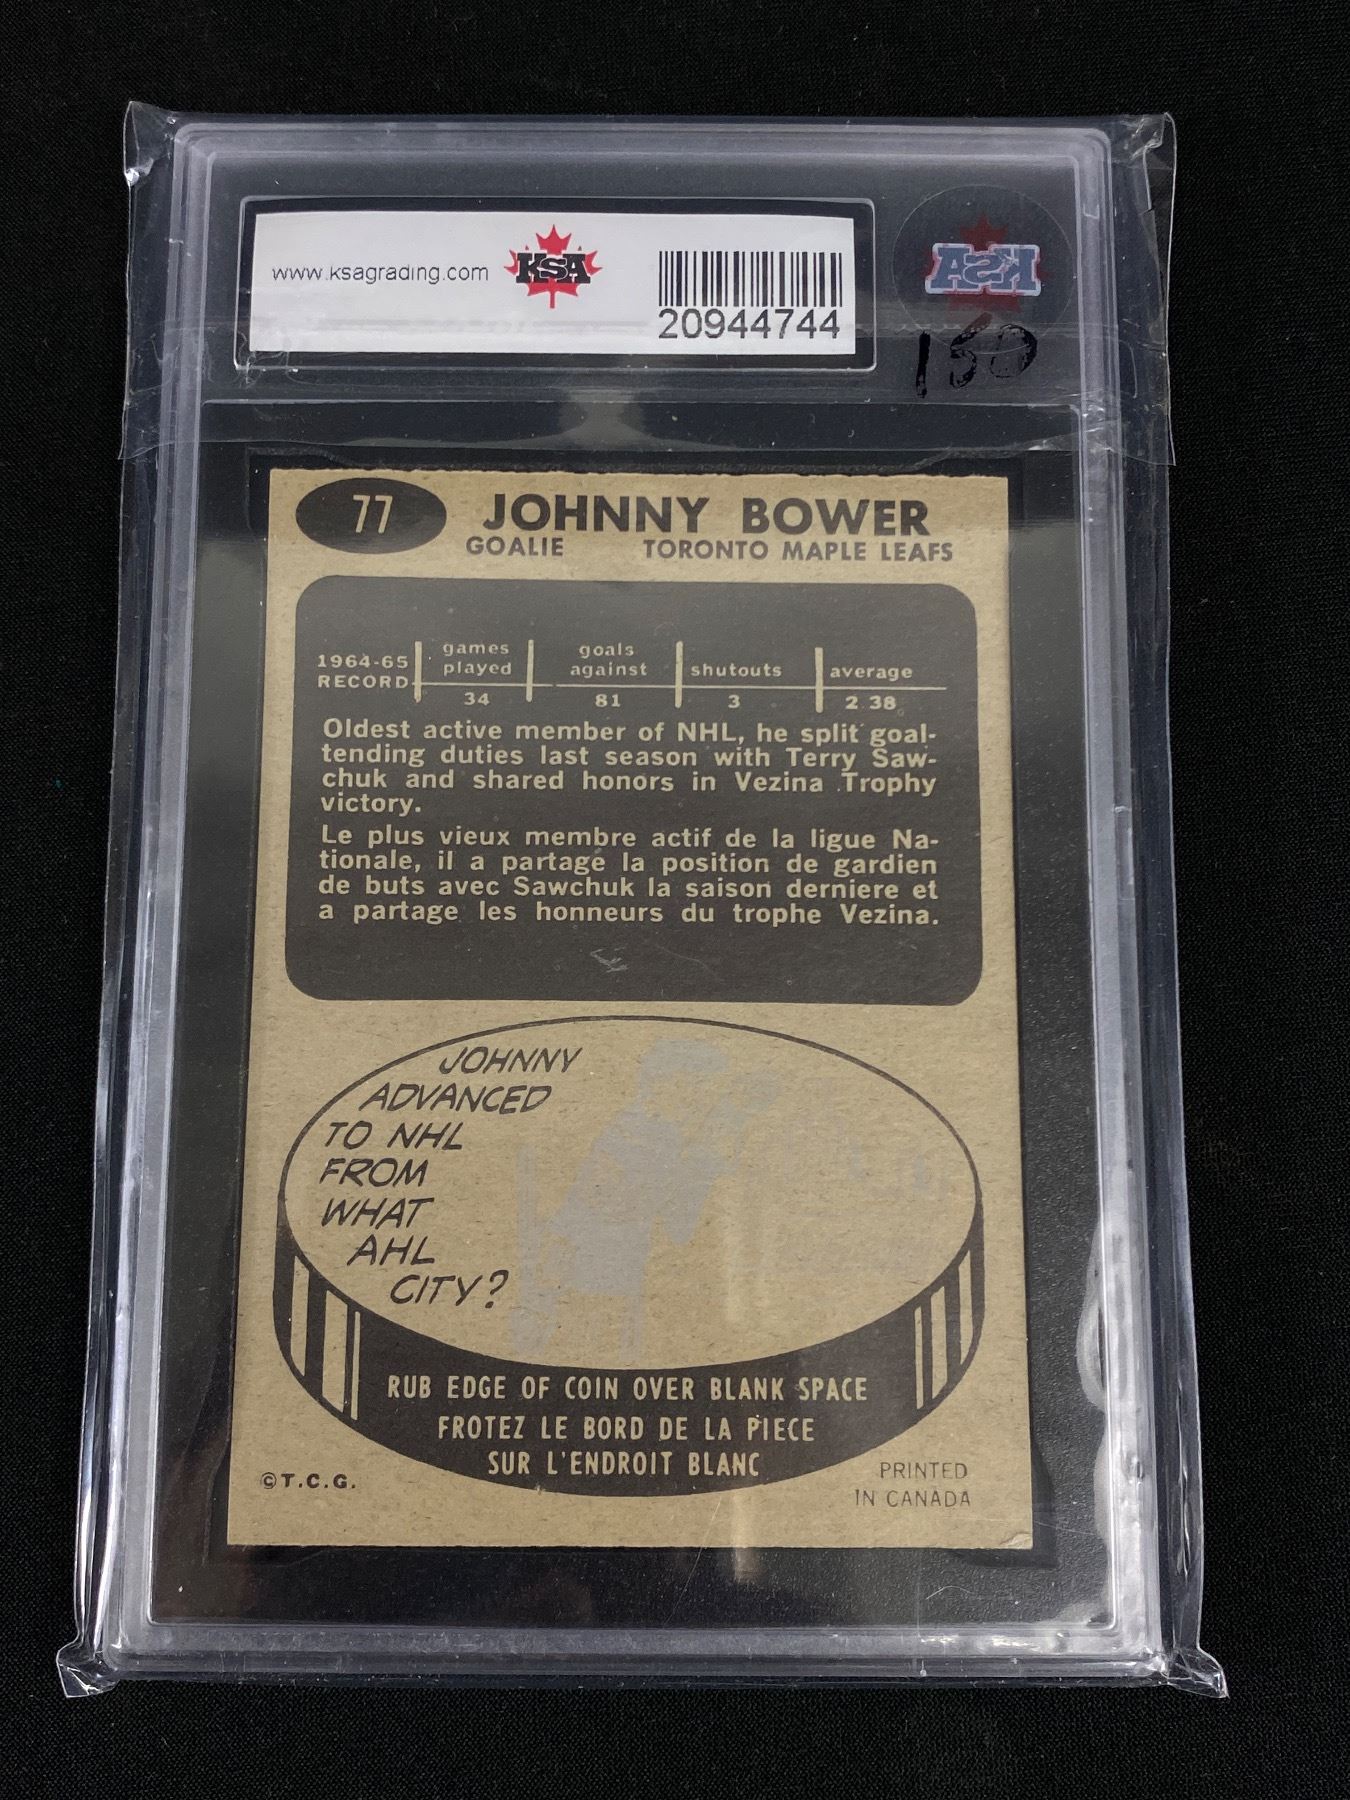 www.ksagrading.com
KSA
20944744
KSA
150
77
JOHNNY BOWER
GOALIE TORONTO MAPLE LEAFS
1964-65 RECORD
games played
goals against
shutouts
average
34 81 3 2 38
Oldest active member of NHL, he split goal-
tending duties last season with Terry Saw-
chuk and shared honors in Vezina Trophy
victory.
Le plus vieux membre actif de la ligue Na-
tionale, il a partage la position de gardien
de buts avec Sawchuk la saison derniere et
a partage les honneurs du trophe Vezina.
JOHNNY
ADVANCED
TO NHL
FROM
WHAT
AHL
CITY?
RUB EDGE OF COIN OVER BLANK SPACE
FROTEZ LE BORD DE LA PIECE
SUR L'ENDROIT BLANC
©T.C.G.
PRINTED
IN CANADA